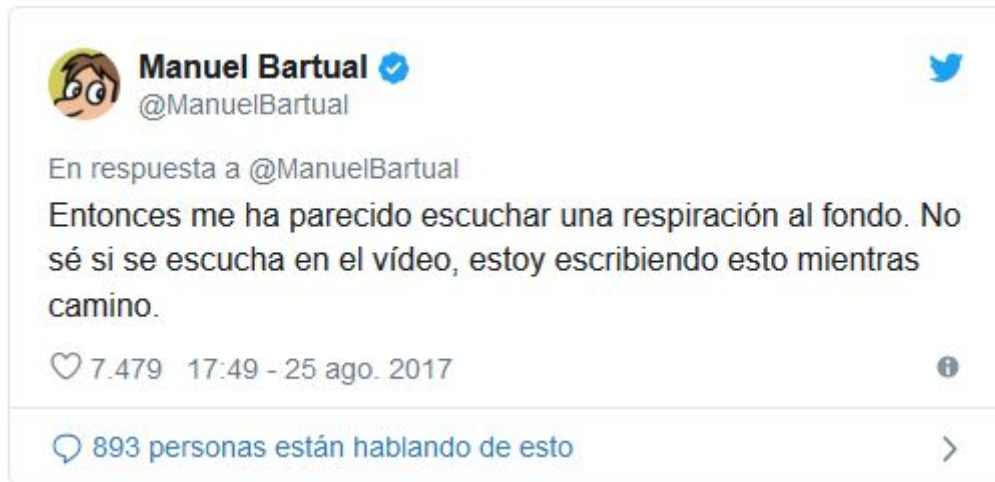 Manuel Bartual
@ManuelBartual
En respuesta a @ManuelBartual
Entonces me ha parecido escuchar una respiración al fondo. No
sé si se escucha en el vídeo, estoy escribiendo esto mientras
camino.
7.479 17:49 - 25 ago. 2017
893 personas están hablando de esto